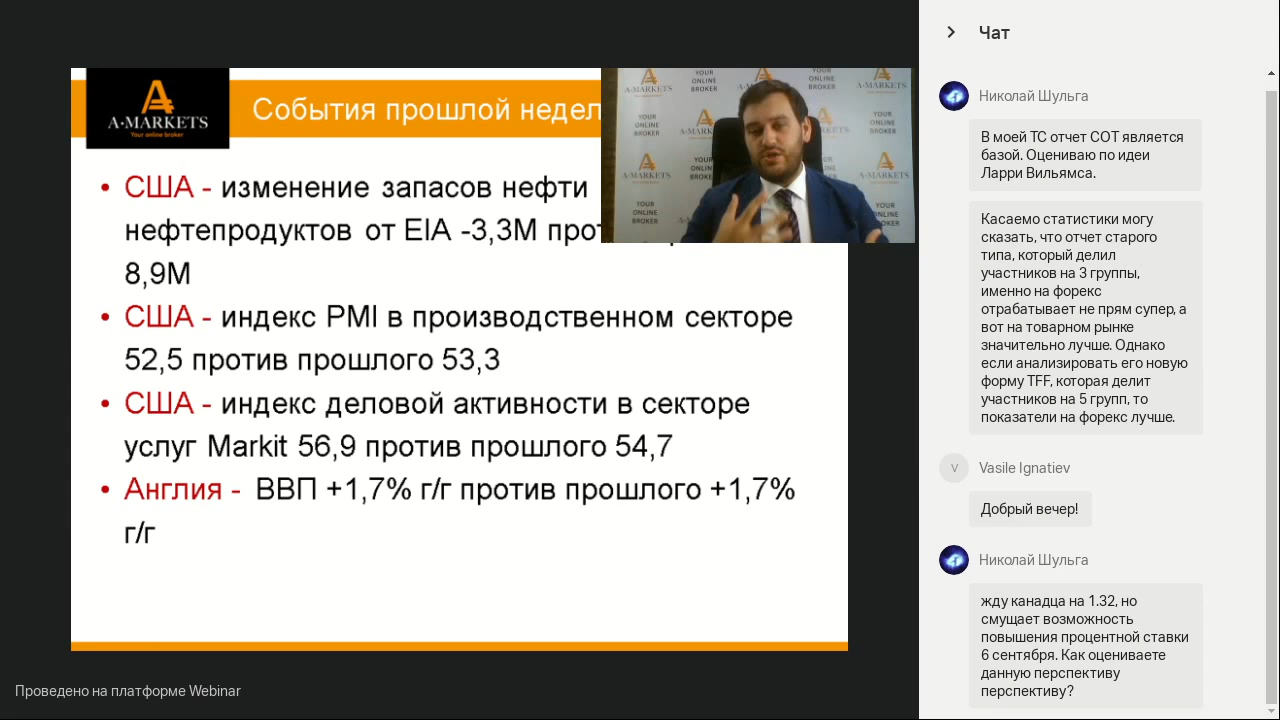 A-MARKETS
Your online broker
События прошлой недел
США - изменение запасов нефти
нефтепродуктов от EIA -3,3М прот
8,9М
США - индекс PMI в производственном секторе
52,5 против прошлого 53,3
США - индекс деловой активности в секторе
услуг Markit 56,9 против прошлого 54,7
Англия - ВВП +1,7% г/г против прошлого +1,7%
г/г
YOUR
ONLINE
BROKER
A-MARKETS
Проведено на платформе Webinar
Чат
Николай Шульга
В моей ТС отчет СОТ является
базой. Оцениваю по идеи
Ларри Вильямса.
Касаемо статистики могу
сказать, что отчет старого
типа, который делил
участников на 3 группы,
именно на форекс
отрабатывает не прям супер, а
вот на товарном рынке
значительно лучше. Однако
если анализировать его новую
форму TFF, которая делит
участников на 5 групп, то
показатели на форекс лучше.
V
Vasile Ignatiev
Добрый вечер!
Николай Шульга
жду канадца на 1.32, но
смущает возможность
повышения процентной ставки
6 сентября. Как оцениваете
данную перспективу
перспективу?